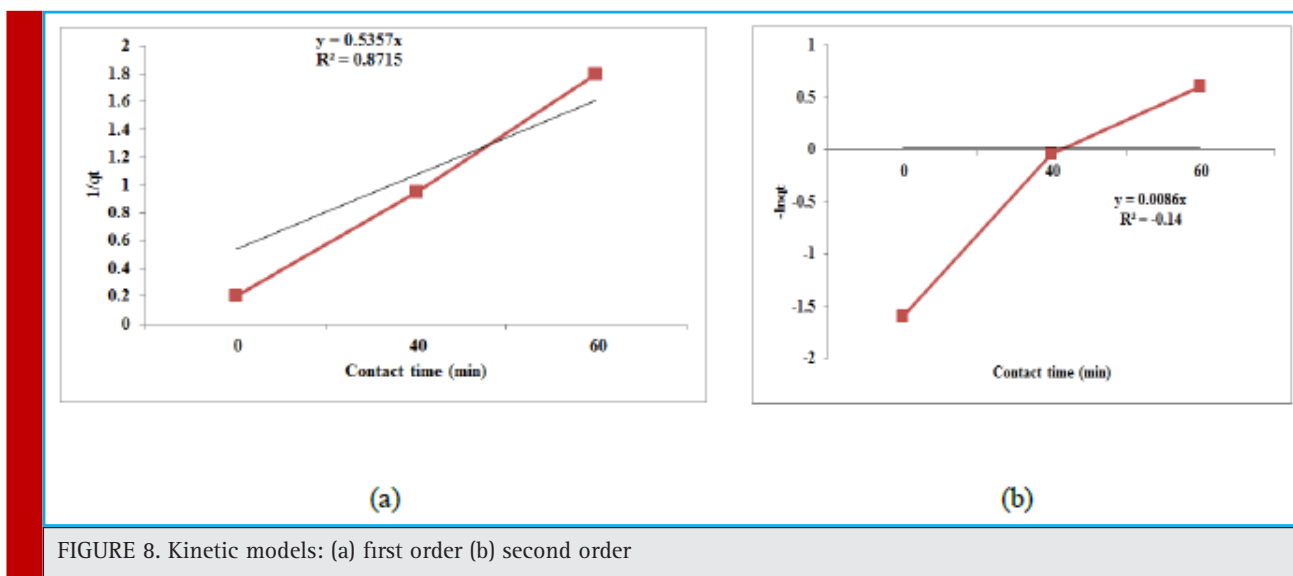 y = 0.5357x
R² = 0.8715
2
1.8
1.6
1.4
1.2
1
0.8
0.6
0.4
0.2
0
1/qt
0 40 60
Contact time (min)
(a)
1
0.5
0
-0.5
-1
-1.5
-2
-lnqt
0 40 60
y = 0.0086x
R² = -0.14
Contact time (min)
(b)
FIGURE 8. Kinetic models: (a) first order (b) second order